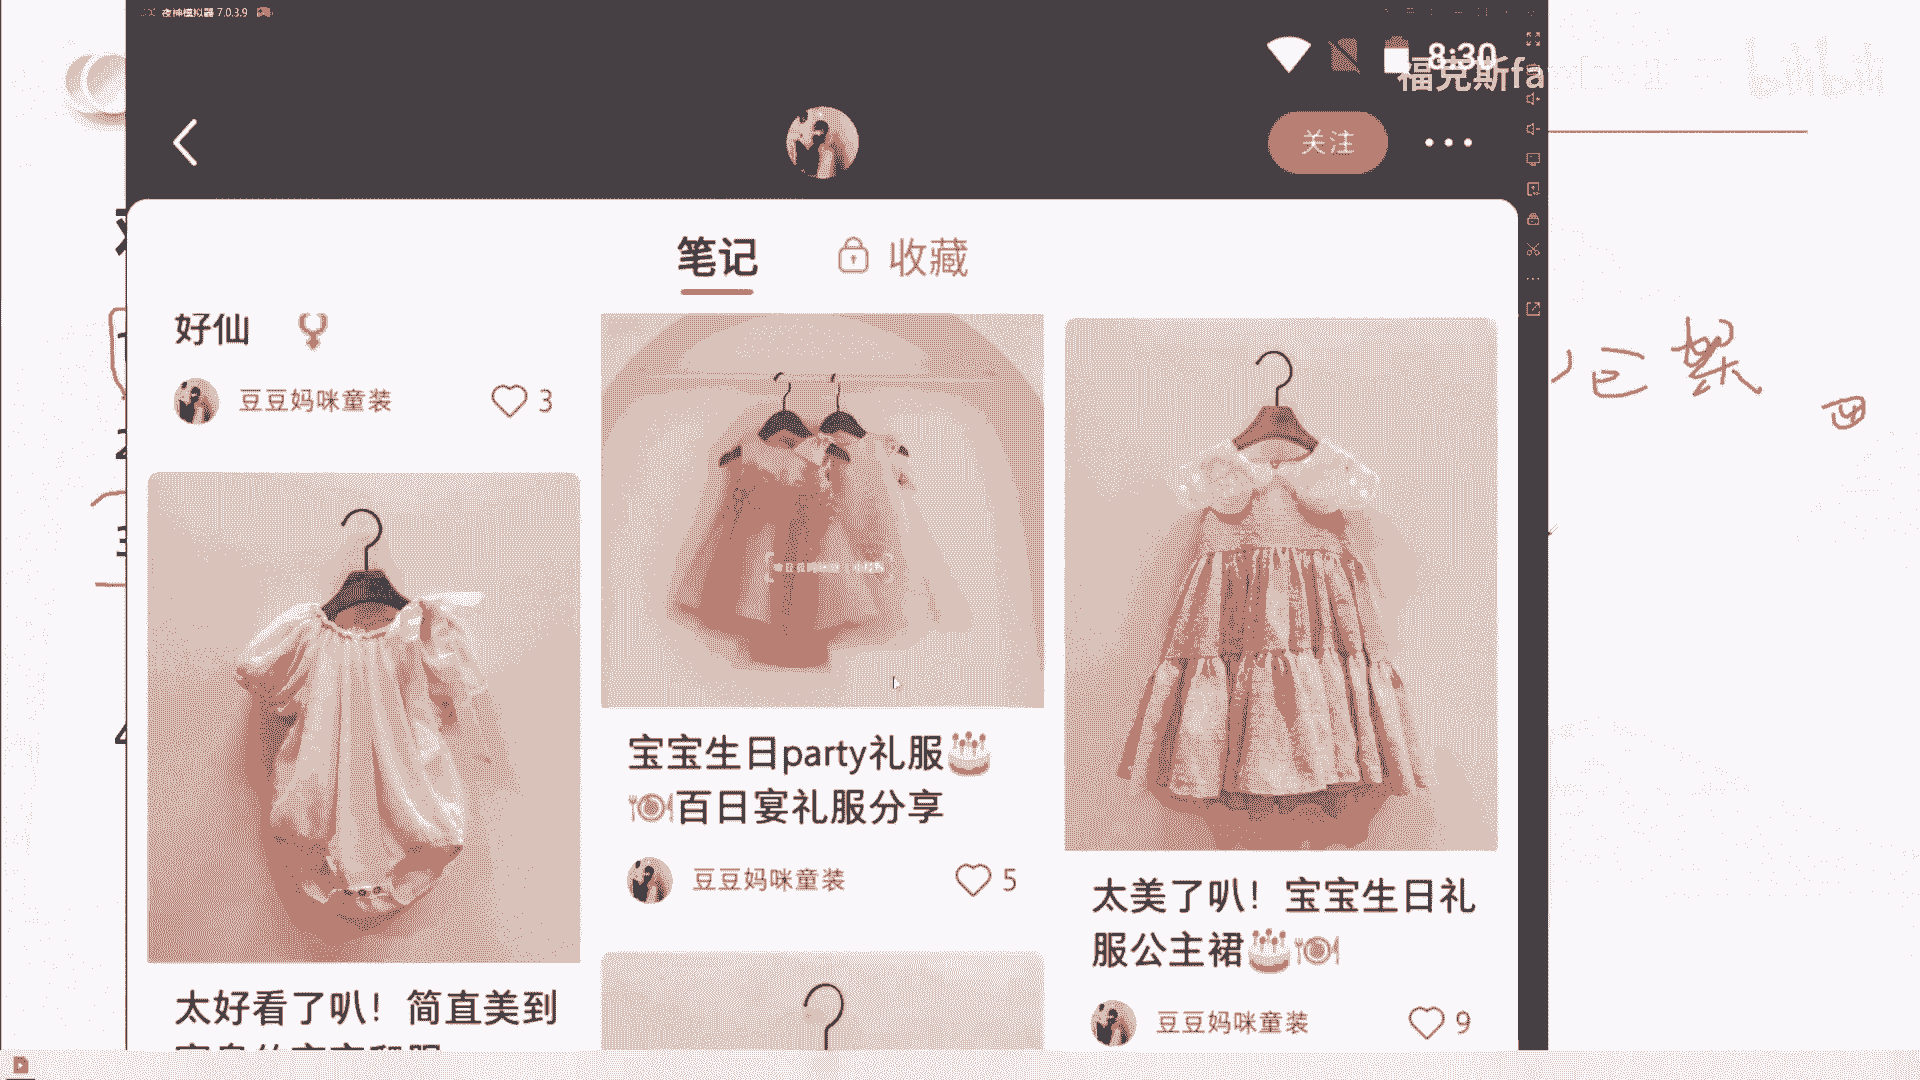 夜神模拟器 7.0.3.9
8:30
福克斯fa
bilibili
关注
笔记
收藏
好仙
豆豆妈咪童装
3
太好看了叭！简直美到
宝宝生日party礼服
百日宴礼服分享
豆豆妈咪童装
5
太美了叭！宝宝生日礼
服公主裙
豆豆妈咪童装
9
2
3
4